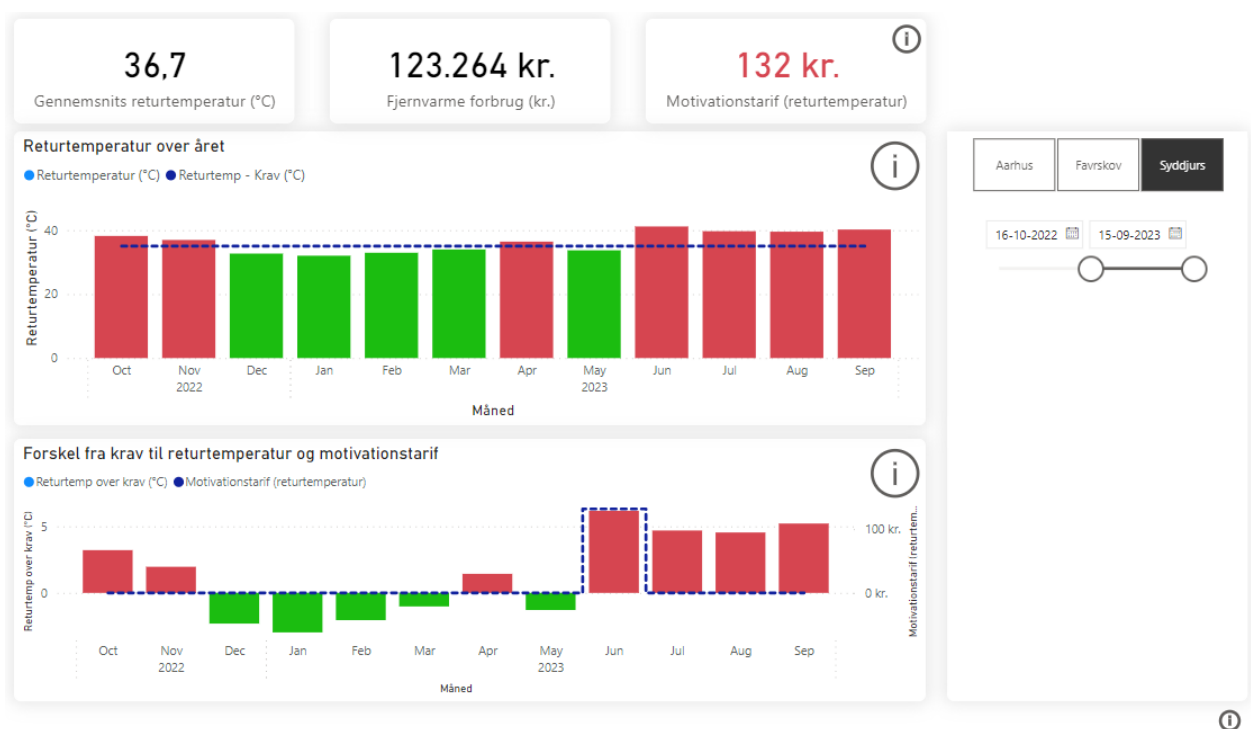 36,7
Gennemsnits returtemperatur (°C)
123.264 kr.
Fjernvarme forbrug (kr.)
132 kr.
Motivationstarif (returtemperatur)
Returtemperatur over året
Returtemperatur (°C) Returtemp - Krav (°C)
Returtemperatur (°C)
40
20
0
Oct Nov Dec Jan Feb Mar Apr May Jun Jul Aug Sep
2022 2023
Måned
Aarhus Favrskov Syddjurs
16-10-2022 15-09-2023
Forskel fra krav til returtemperatur og motivationstarif
Returtemp over krav (°C) Motivationstarif (returtemperatur)
Returtemp over krav (°C)
5
0
100 kr.
0 kr.
Motivationstarif (returtem...
Oct Nov Dec Jan Feb Mar Apr May Jun Jul Aug Sep
2022 2023
Måned